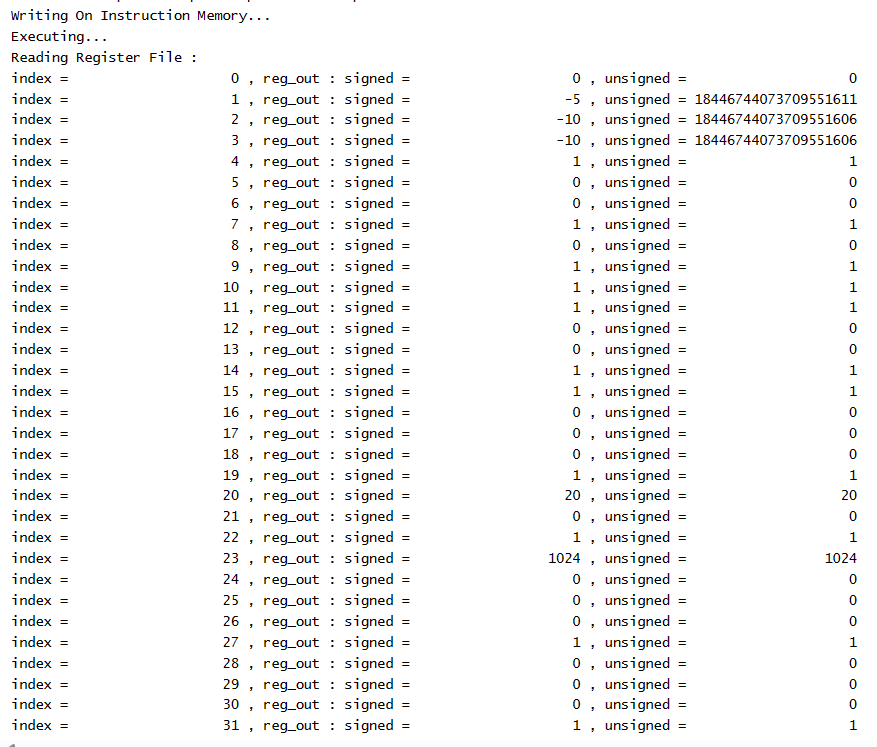 Writing On Instruction Memory...
Executing...
Reading Register File :
index = 0 , reg_out : signed = 0 , unsigned = 0
index = 1 , reg_out : signed = -5 , unsigned = 18446744073709551611
index = 2 , reg_out : signed = -10 , unsigned = 18446744073709551606
index = 3 , reg_out : signed = -10 , unsigned = 18446744073709551606
index = 4 , reg_out : signed = 1 , unsigned = 1
index = 5 , reg_out : signed = 0 , unsigned = 0
index = 6 , reg_out : signed = 0 , unsigned = 0
index = 7 , reg_out : signed = 1 , unsigned = 1
index = 8 , reg_out : signed = 0 , unsigned = 0
index = 9 , reg_out : signed = 1 , unsigned = 1
index = 10 , reg_out : signed = 1 , unsigned = 1
index = 11 , reg_out : signed = 1 , unsigned = 1
index = 12 , reg_out : signed = 0 , unsigned = 0
index = 13 , reg_out : signed = 0 , unsigned = 0
index = 14 , reg_out : signed = 1 , unsigned = 1
index = 15 , reg_out : signed = 1 , unsigned = 1
index = 16 , reg_out : signed = 0 , unsigned = 0
index = 17 , reg_out : signed = 0 , unsigned = 0
index = 18 , reg_out : signed = 0 , unsigned = 0
index = 19 , reg_out : signed = 1 , unsigned = 1
index = 20 , reg_out : signed = 20 , unsigned = 20
index = 21 , reg_out : signed = 0 , unsigned = 0
index = 22 , reg_out : signed = 1 , unsigned = 1
index = 23 , reg_out : signed = 1024 , unsigned = 1024
index = 24 , reg_out : signed = 0 , unsigned = 0
index = 25 , reg_out : signed = 0 , unsigned = 0
index = 26 , reg_out : signed = 0 , unsigned = 0
index = 27 , reg_out : signed = 1 , unsigned = 1
index = 28 , reg_out : signed = 0 , unsigned = 0
index = 29 , reg_out : signed = 0 , unsigned = 0
index = 30 , reg_out : signed = 0 , unsigned = 0
index = 31 , reg_out : signed = 1 , unsigned = 1